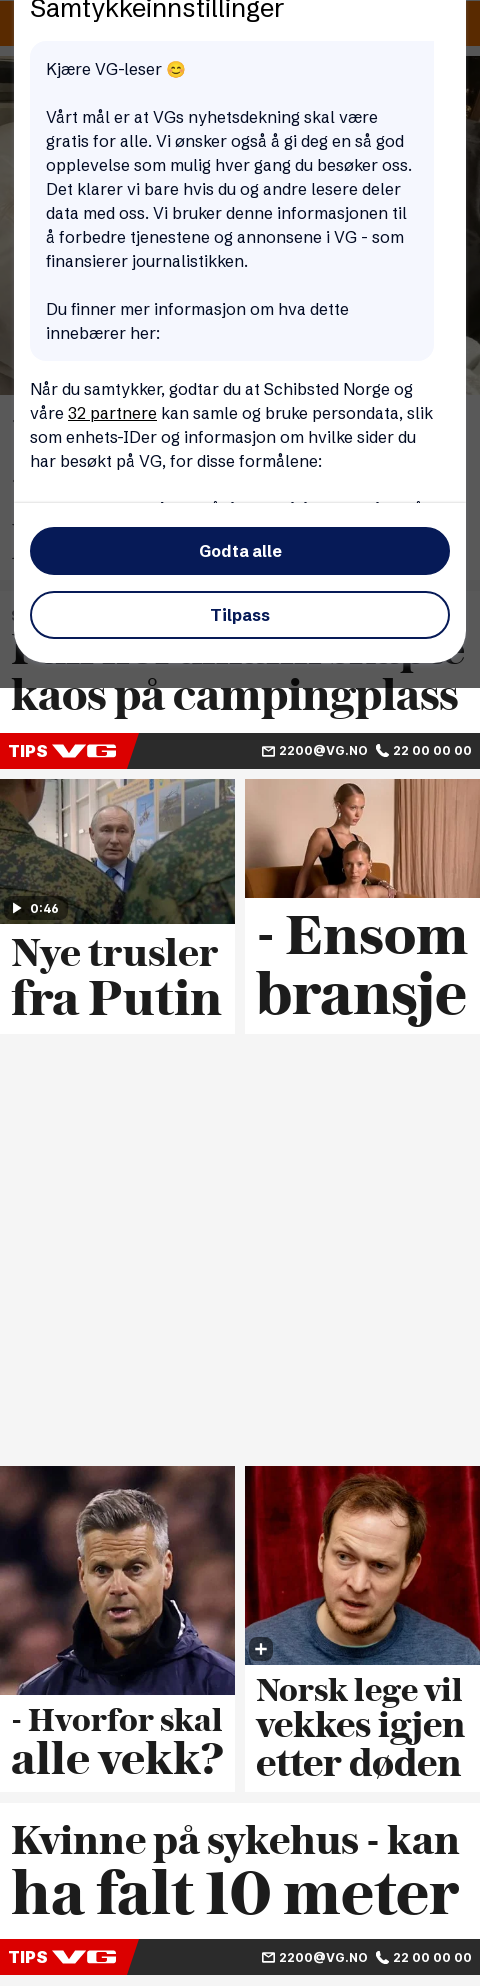 Samtykkeinnstillinger
Kjære VG-leser 😊
Vårt mål er at VGs nyhetsdekning skal være
gratis for alle. Vi ønsker også å gi deg en så god
opplevelse som mulig hver gang du besøker oss.
Det klarer vi bare hvis du og andre lesere deler
data med oss. Vi bruker denne informasjonen til
å forbedre tjenestene og annonsene i VG - som
finansierer journalistikken.
Du finner mer informasjon om hva dette
innebærer her:
Når du samtykker, godtar du at Schibsted Norge og
våre 32 partnere kan samle og bruke persondata, slik
som enhets-IDer og informasjon om hvilke sider du
har besøkt på VG, for disse formålene:
Godta alle
Tilpass
kaos på campingplass
TIPS VG 2200@VG.NO 22 00 00 00
0:46
Nye trusler
fra Putin
- Ensom
bransje
- Hvorfor skal
alle vekk?
Norsk lege vil
vekkes igjen
etter døden
Kvinne på sykehus - kan
ha falt 10 meter
TIPS VG 2200@VG.NO 22 00 00 00